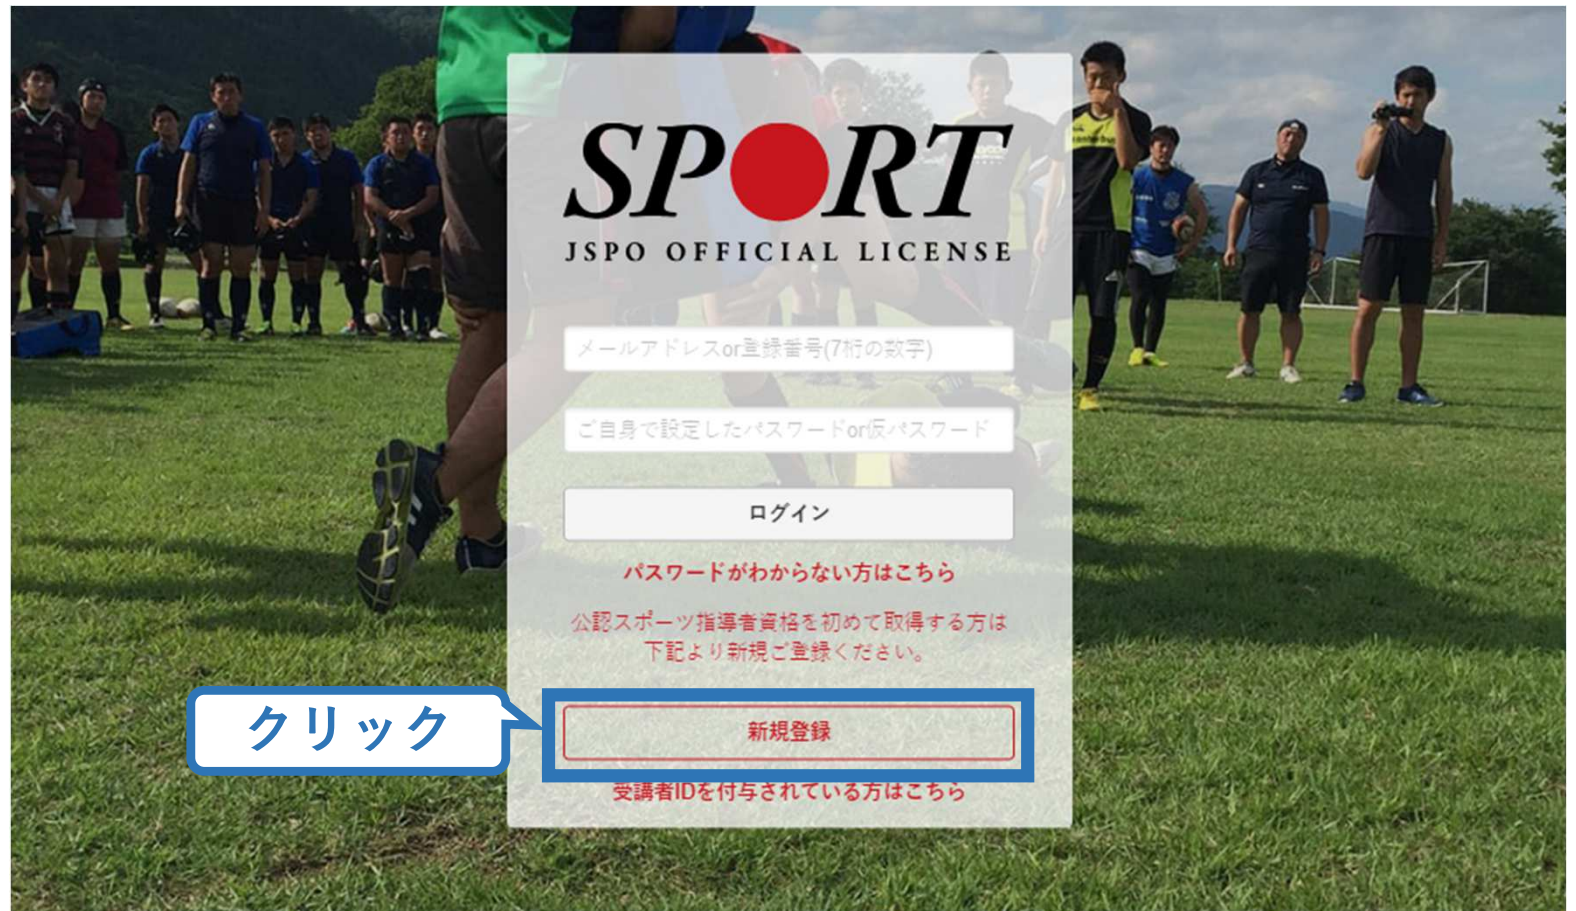 SPORT
JSPO OFFICIAL LICENSE
メールアドレスor登録番号(7桁の数字)
ご自身で設定したパスワードor仮パスワード
ログイン
パスワードがわからない方はこちら
公認スポーツ指導者資格を初めて取得する方は
下記より新規ご登録ください。
クリック
新規登録
受講者IDを付与されている方はこちら